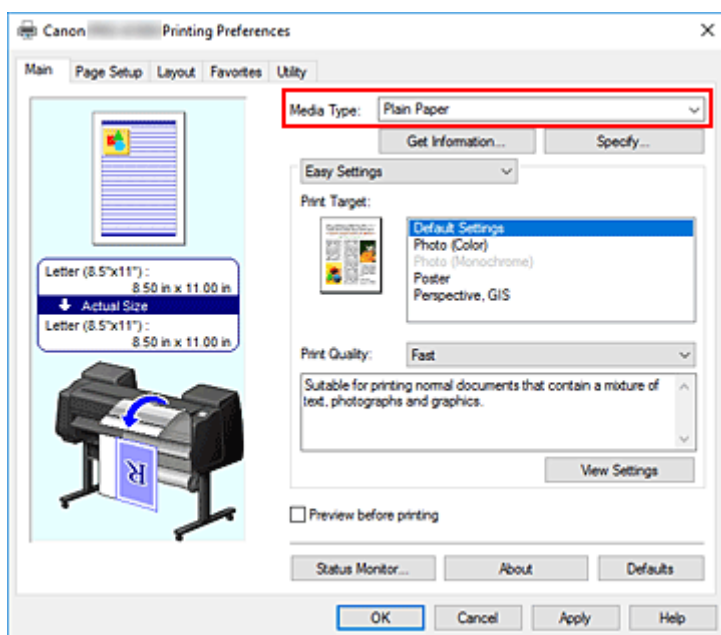 Canon Printing Preferences
Main Page Setup Layout Favorites Utility
Media Type: Plain Paper
Get Information... Specify...
Easy Settings
Print Target:
Default Settings
Photo (Color)
Photo (Monochrome)
Poster
Perspective, GIS
Letter (8.5"x11") :
8.50 in x 11.00 in
Actual Size
Letter (8.5"x11") :
8.50 in x 11.00 in
R
Print Quality: Fast
Suitable for printing normal documents that contain a mixture of
text, photographs and graphics.
View Settings
Preview before printing
Status Monitor... About Defaults
OK Cancel Apply Help